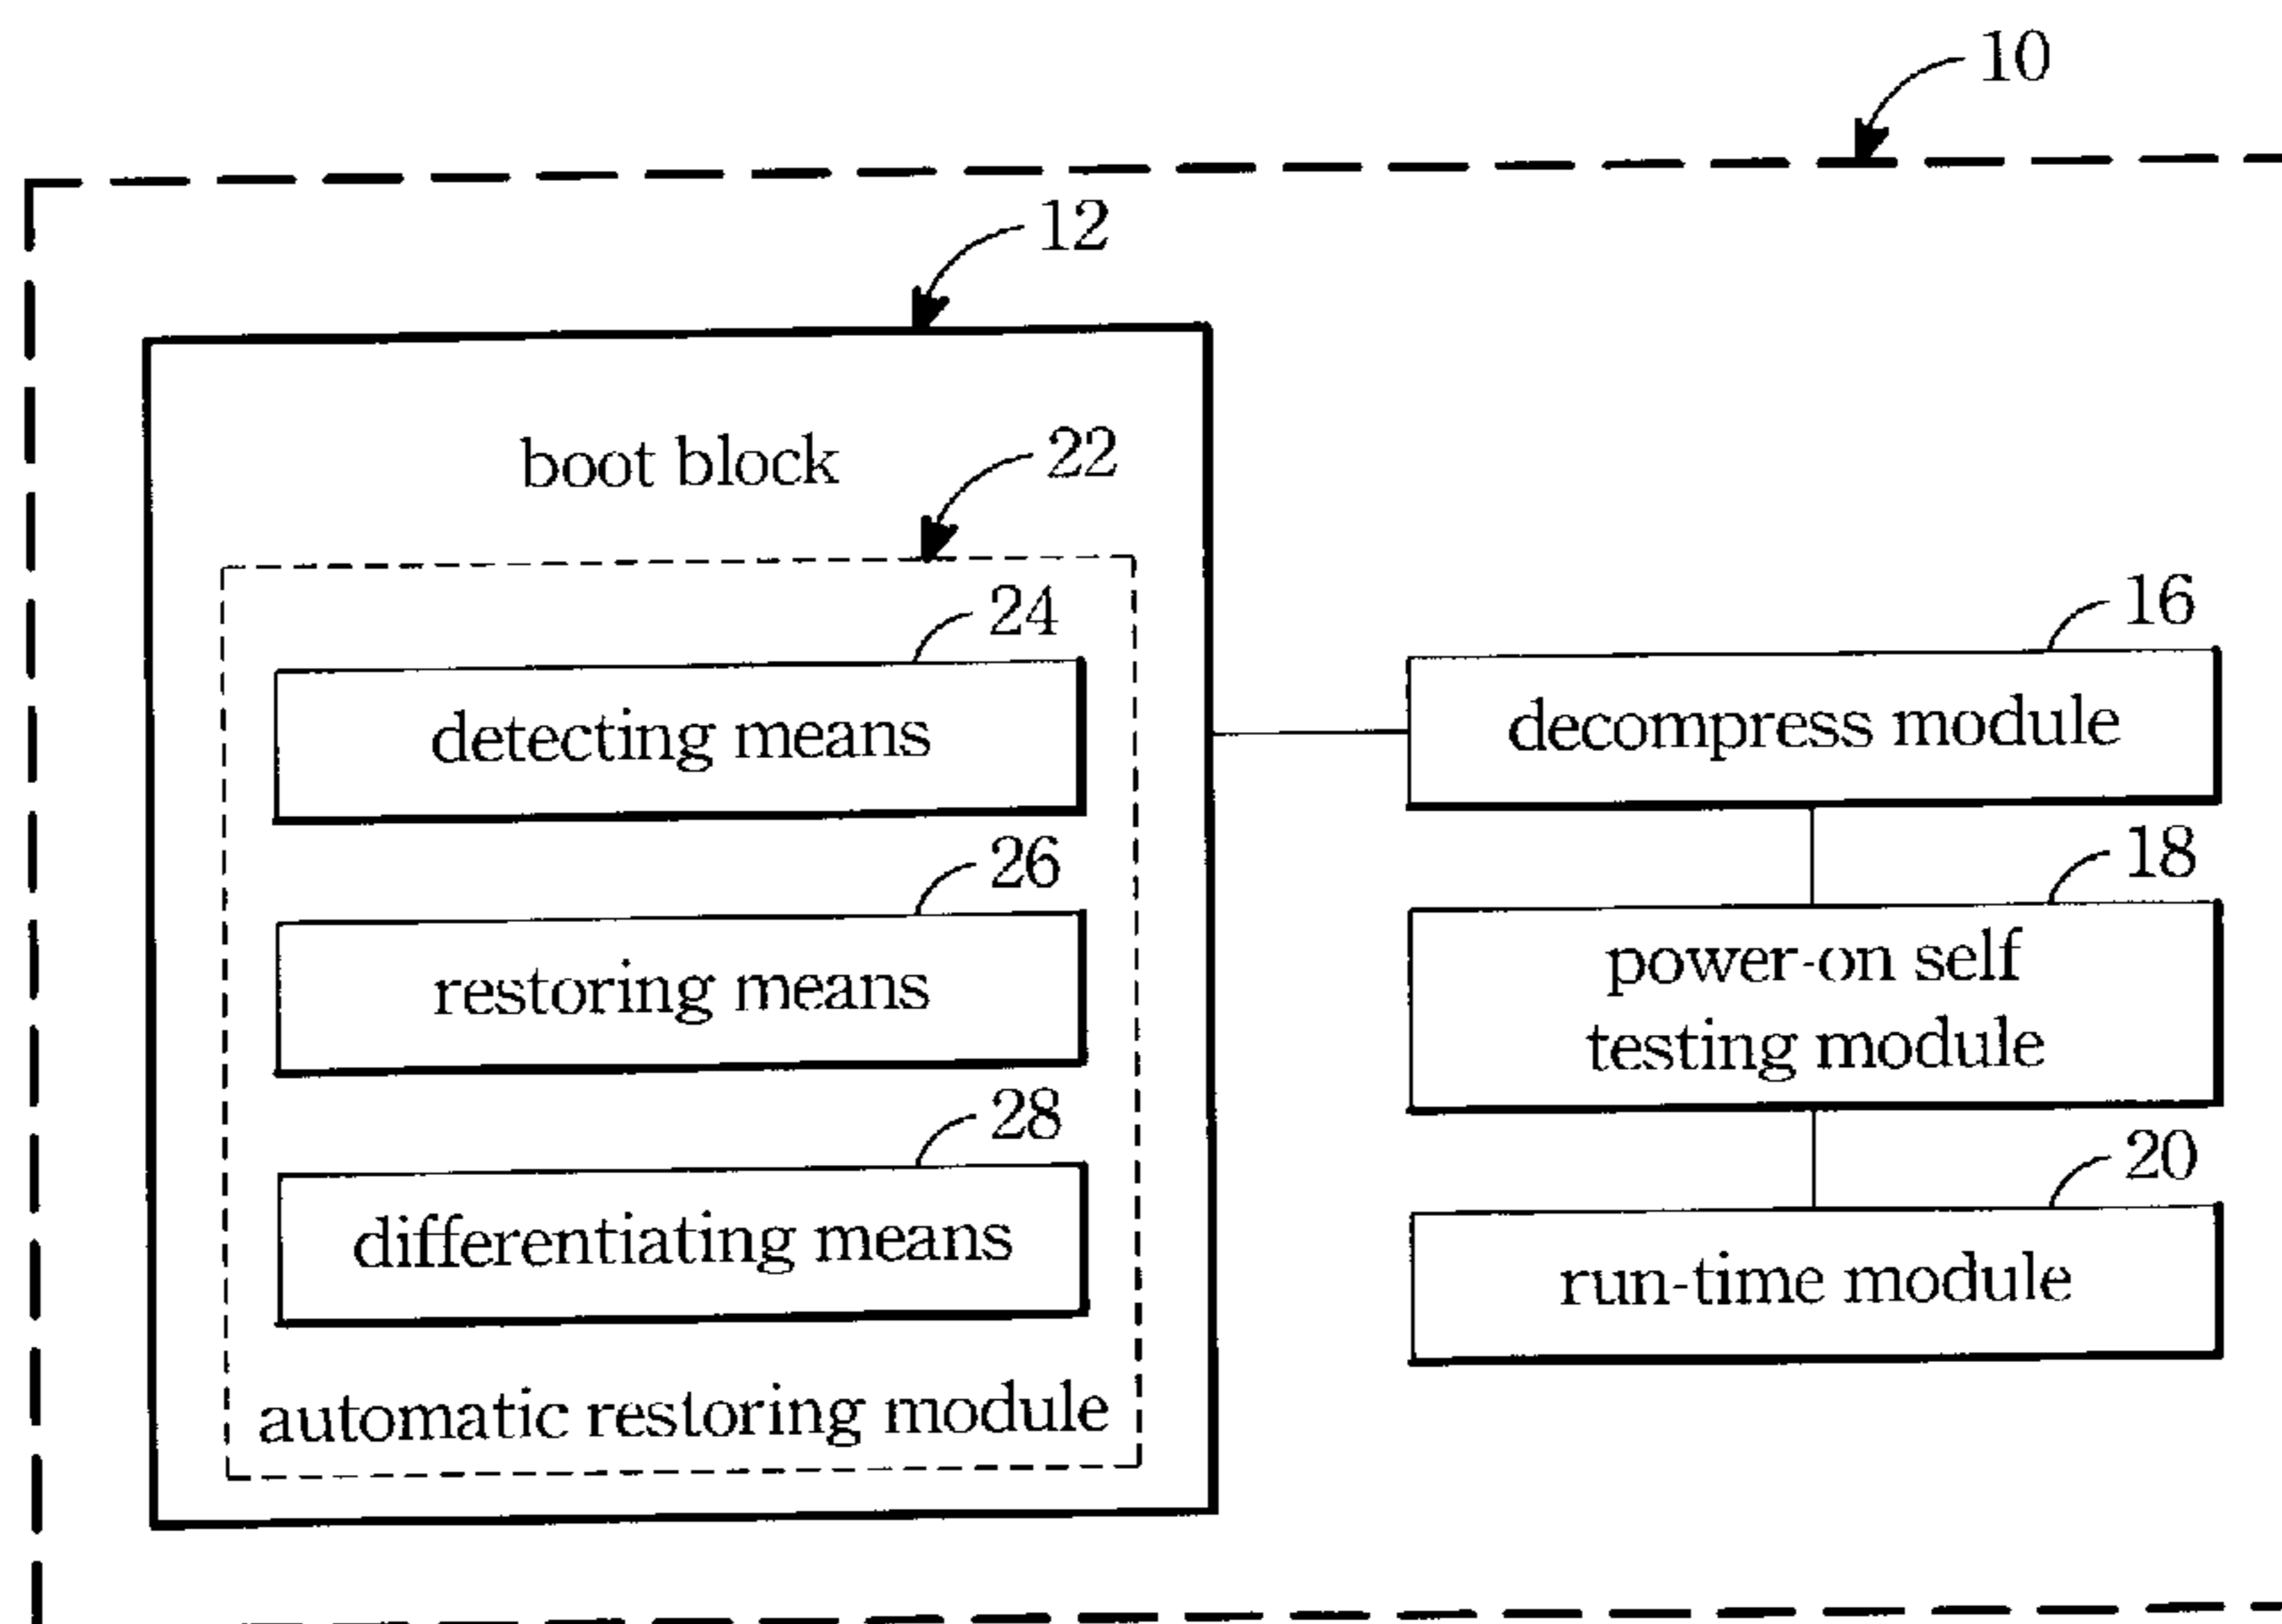 10
12
boot block
22
24
detecting means
26
restoring means
28
differentiating means
automatic restoring module
16
decompress module
18
power-on self
testing module
20
run-time module